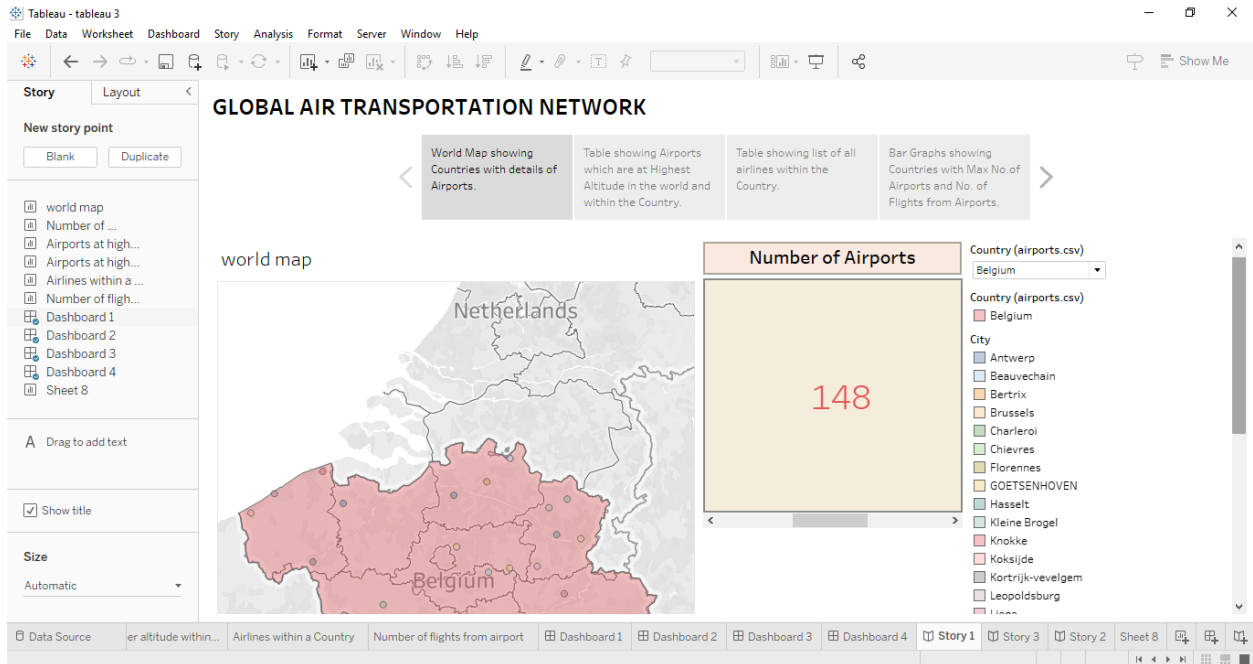 Tableau - tableau 3
File Data Worksheet Dashboard Story Analysis Format Server Window Help
Show Me
Story Layout
New story point
Blank Duplicate
world map
Number of ...
Airports at high...
Airports at high...
Airlines within a ...
Number of fligh...
Dashboard 1
Dashboard 2
Dashboard 3
Dashboard 4
Sheet 8
A Drag to add text
Show title
Size
Automatic
GLOBAL AIR TRANSPORTATION NETWORK
World Map showing
Countries with details of
Airports.
Table showing Airports
which are at Highest
Altitude in the world and
within the Country.
Table showing list of all
airlines within the
Country.
Bar Graphs showing
Countries with Max No.of
Airports and No. of
Flights from Airports.
world map
Netherlands
Belgium
Number of Airports
148
Country (airports.csv)
Belgium
Country (airports.csv)
Belgium
City
Antwerp
Beauvechain
Bertrix
Brussels
Charleroi
Chievres
Florennes
GOETSENHOVEN
Hasselt
Kleine Brogel
Knokke
Koksijde
Kortrijk-vevelgem
Leopoldsburg
Data Source er altitude within... Airlines within a Country Number of flights from airport Dashboard 1 Dashboard 2 Dashboard 3 Dashboard 4 Story 1 Story 3 Story 2 Sheet 8